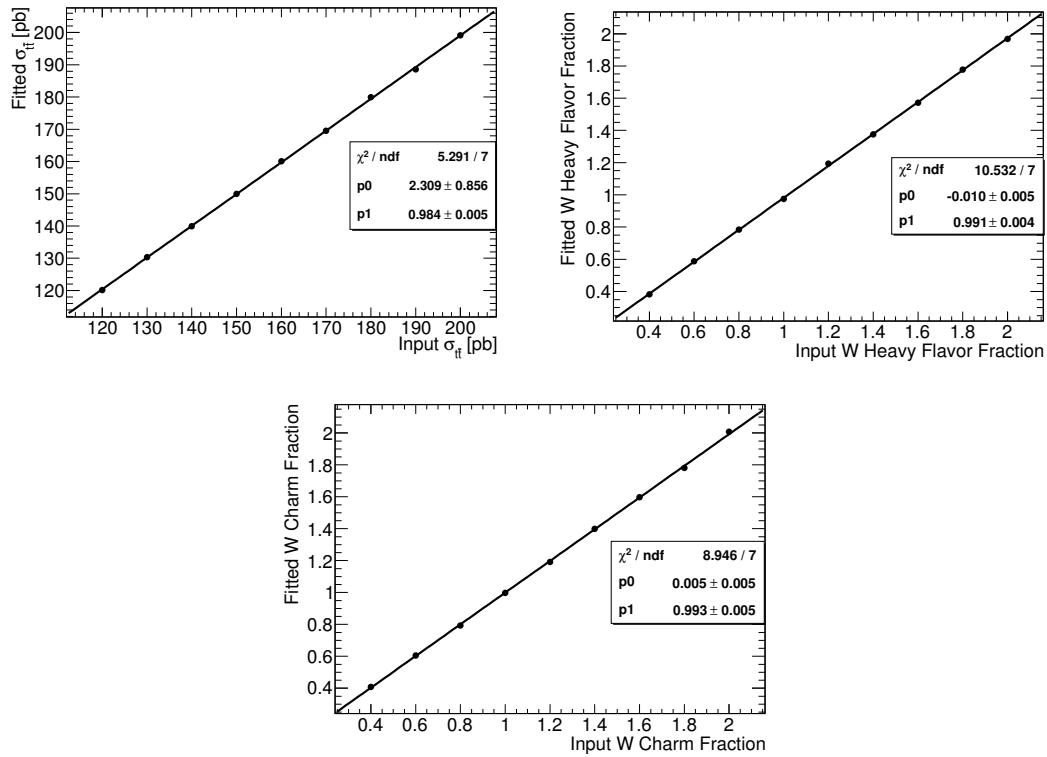 Fitted σ_tt̄ [pb]
200
190
180
170
160
150
140
130
120
χ² / ndf 5.291 / 7
p0 2.309 ± 0.856
p1 0.984 ± 0.005
120 130 140 150 160 170 180 190 200
Input σ_tt̄ [pb]
Fitted W Heavy Flavor Fraction
2
1.8
1.6
1.4
1.2
1
0.8
0.6
0.4
χ² / ndf 10.532 / 7
p0 -0.010 ± 0.005
p1 0.991 ± 0.004
0.4 0.6 0.8 1 1.2 1.4 1.6 1.8 2
Input W Heavy Flavor Fraction
Fitted W Charm Fraction
2
1.8
1.6
1.4
1.2
1
0.8
0.6
0.4
χ² / ndf 8.946 / 7
p0 0.005 ± 0.005
p1 0.993 ± 0.005
0.4 0.6 0.8 1 1.2 1.4 1.6 1.8 2
Input W Charm Fraction